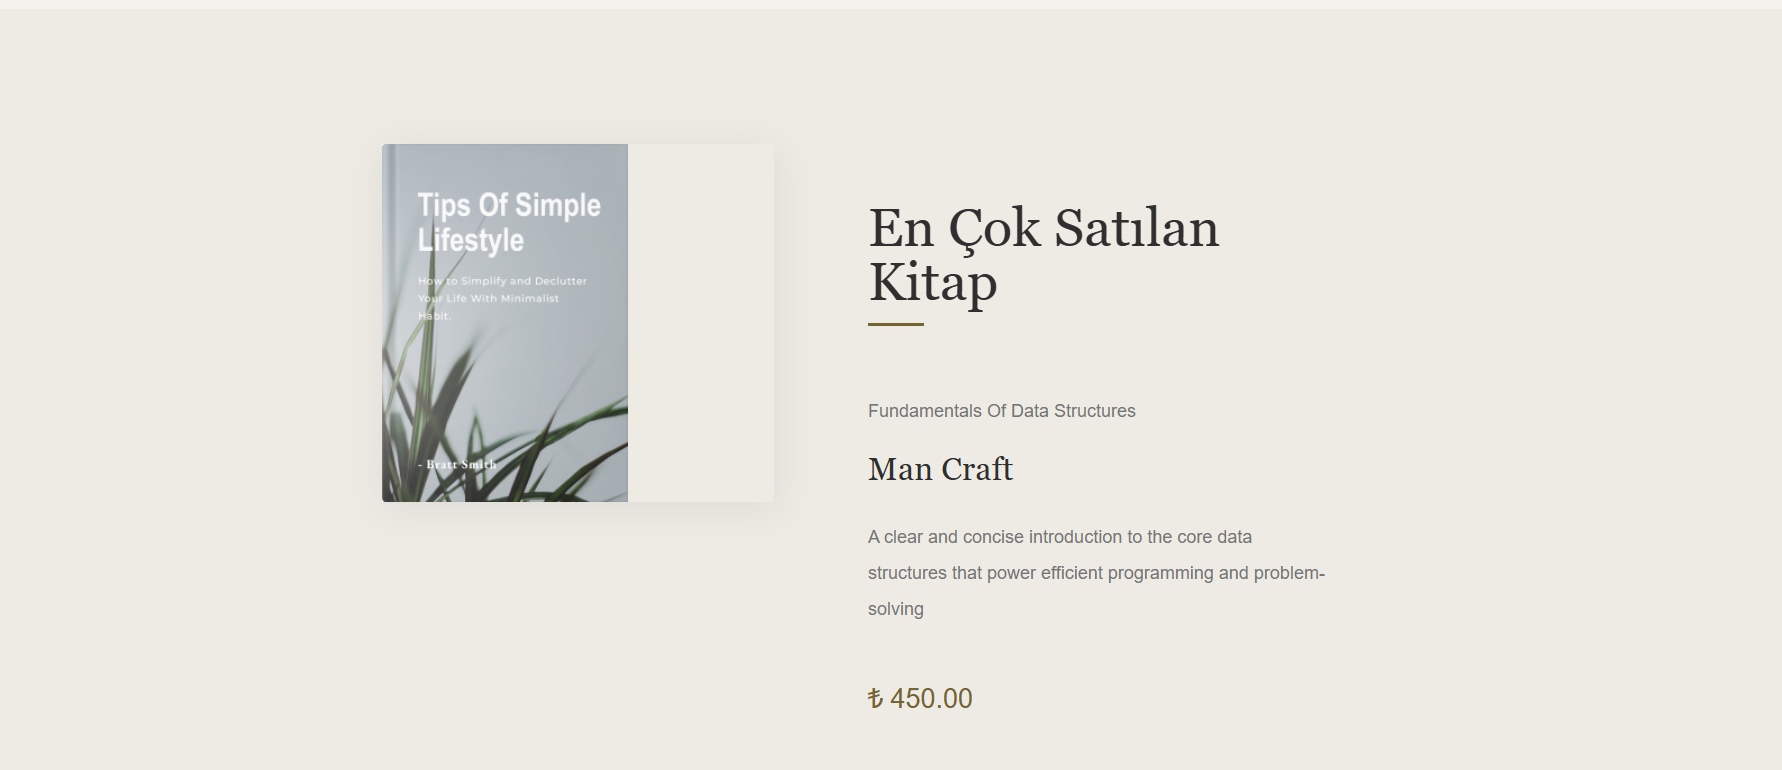 Tips Of Simple
Lifestyle
How to Simplify and Declutter
Your Life With Minimalist
Habit.
- Bratt Smith
En Çok Satılan
Kitap
Fundamentals Of Data Structures
Man Craft
A clear and concise introduction to the core data
structures that power efficient programming and problem-
solving
₺ 450.00